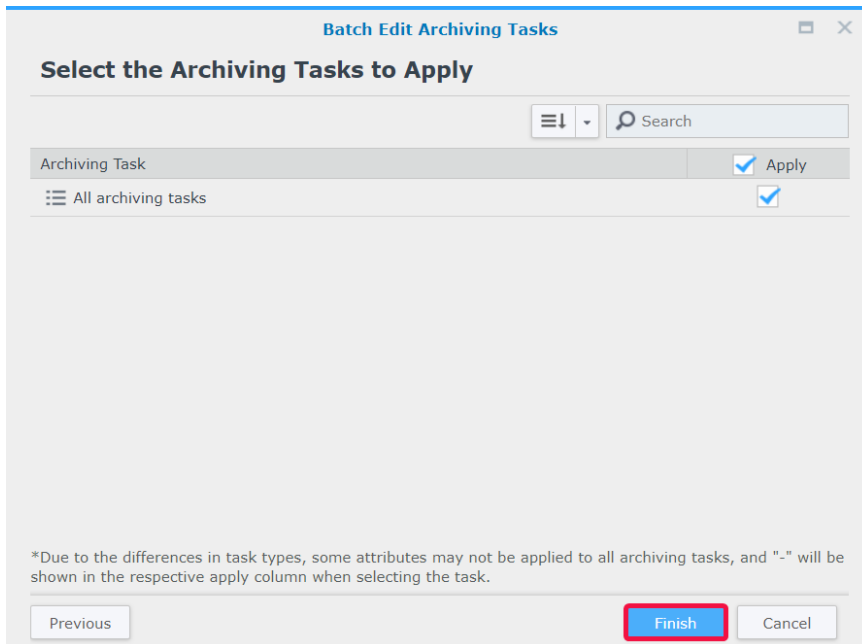 Batch Edit Archiving Tasks
Select the Archiving Tasks to Apply
Search
Archiving Task Apply
All archiving tasks
*Due to the differences in task types, some attributes may not be applied to all archiving tasks, and "-" will be
shown in the respective apply column when selecting the task.
Previous Finish Cancel